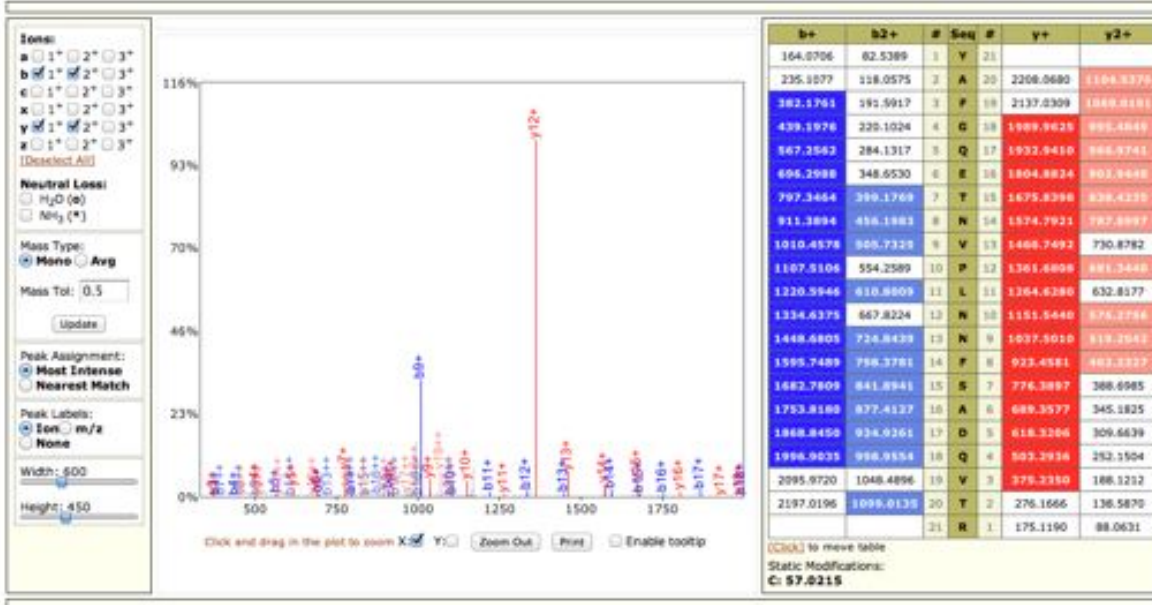 Ions:
a 1+ 2+ 3+
b 1+ 2+ 3+
c 1+ 2+ 3+
x 1+ 2+ 3+
y 1+ 2+ 3+
z 1+ 2+ 3+
[Deselect All]
Neutral Loss:
H2O (o)
NH3 (*)
Mass Type:
Mono Avg
Mass Tol: 0.5
Update
Peak Assignment:
Most Intense
Nearest Match
Peak Labels:
Ion m/z
None
Width: 600
Height: 450
116%
93%
70%
46%
23%
0%
y12+
b9+
y9+
y10+
b11+
y11+
b12+
b16+
y16+
b17+
y17+
500 750 1000 1250 1500 1750
Click and drag in the plot to zoom X: Y: Zoom Out Print Enable tooltip
b+ b2+ # Seq # y+ y2+
164.0706 82.5389 1 Y 21
235.1077 118.0575 2 A 20 2208.0680
382.1761 191.5917 3 F 19 2137.0309
439.1976 220.1024 4 G 18 1989.9625
567.2562 284.1317 5 Q 17 1932.9410
696.2988 348.6530 6 E 16 1804.8824
797.3464 399.1769 7 T 15 1675.8398
911.3894 456.1983 8 N 14 1574.7921
1010.4578 505.7325 9 V 13 1460.7492 730.8782
1107.5106 554.2589 10 P 12 1361.6808
1220.5946 610.8009 11 L 11 1264.6280 632.8177
1334.6375 667.8224 12 N 10 1151.5440
1448.6805 724.8439 13 N 9 1037.5010
1595.7489 798.3781 14 F 8 923.4581
1682.7809 841.8941 15 S 7 776.3897 388.6985
1753.8180 877.4127 16 A 6 689.3577 345.1825
1868.8450 934.9261 17 D 5 618.3206 309.6639
1996.9035 998.9554 18 Q 4 503.2936 252.1504
2095.9720 1048.4896 19 V 3 375.2350 188.1212
2197.0196 1099.0135 20 T 2 276.1666 138.5870
21 R 1 175.1190 88.0631
[Click] to move table
Static Modifications:
C: 57.0215